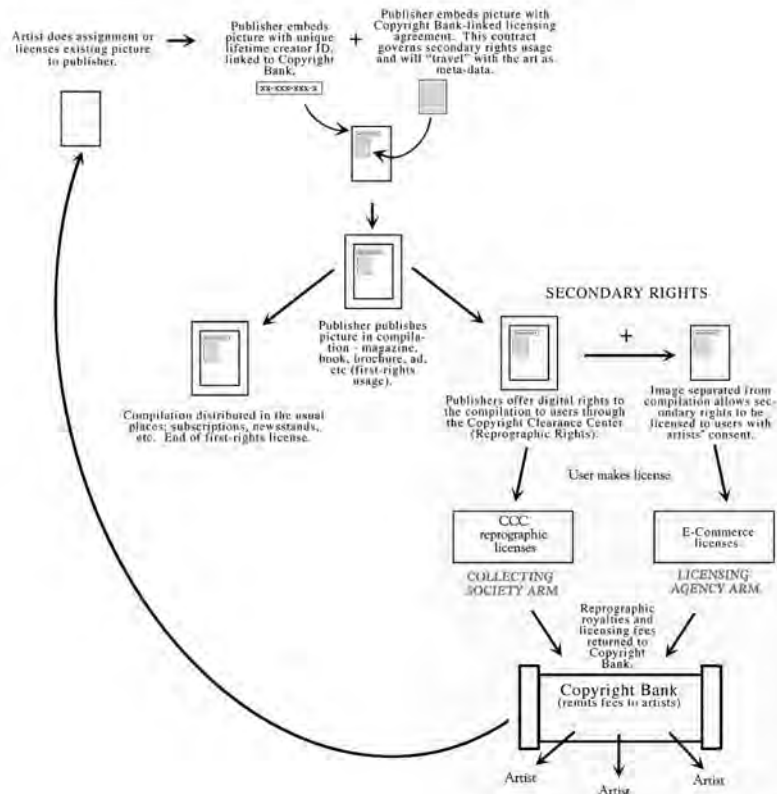 Artist does assignment or
licenses existing picture
to publisher.
Publisher embeds
picture with unique
lifetime creator ID,
linked to Copyright
Bank.
xx-xxx-xxx-x
+
Publisher embeds picture with
Copyright Bank-linked licensing
agreement. This contract
governs secondary rights usage
and will "travel" with the art as
meta-data.
Publisher publishes
picture in compila-
tion - magazine,
book, brochure, ad,
etc (first-rights
usage).
Compilation distributed in the usual
places; subscriptions, newsstands,
etc. End of first-rights license.
SECONDARY RIGHTS
+
Publishers offer digital rights to
the compilation to users through
the Copyright Clearance Center
(Reprographic Rights).
Image separated from
compilation allows sec-
ondary rights to be
licensed to users with
artists' consent.
User makes license
CCC
reprographic
licenses
COLLECTING
SOCIETY ARM
E-Commerce
licenses
LICENSING
AGENCY ARM
Reprographic
royalties and
licensing fees
returned to
Copyright
Bank.
Copyright Bank
(remits fees to artists)
Artist
Artist
Artist